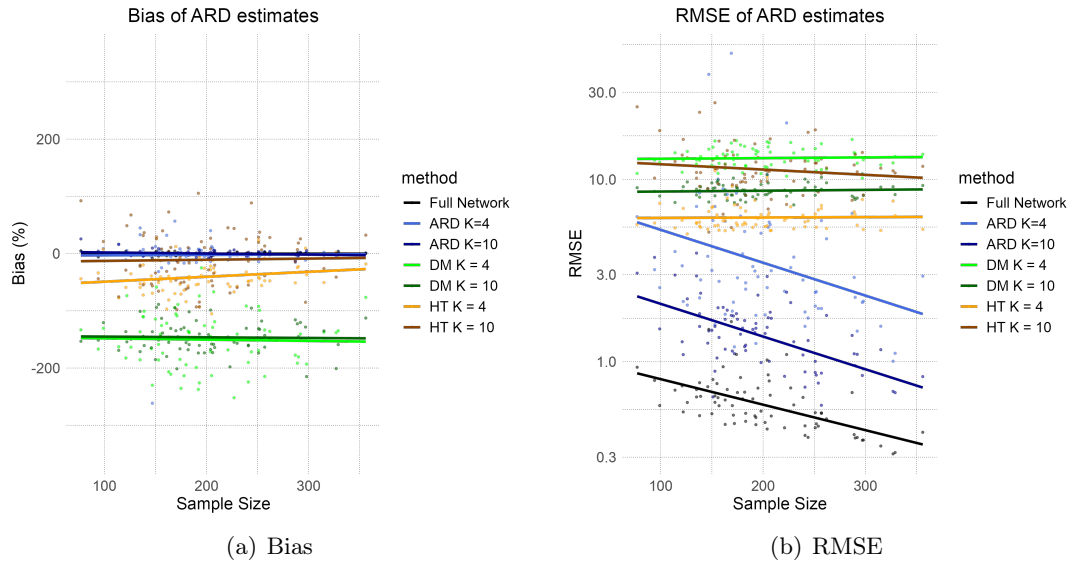 Bias of ARD estimates
200
0
-200
Bias (%)
100
200
300
Sample Size
method
Full Network
ARD K=4
ARD K=10
DM K = 4
DM K = 10
HT K = 4
HT K = 10
(a) Bias
RMSE of ARD estimates
30.0
10.0
3.0
1.0
0.3
RMSE
100
200
300
Sample Size
method
Full Network
ARD K=4
ARD K=10
DM K = 4
DM K = 10
HT K = 4
HT K = 10
(b) RMSE